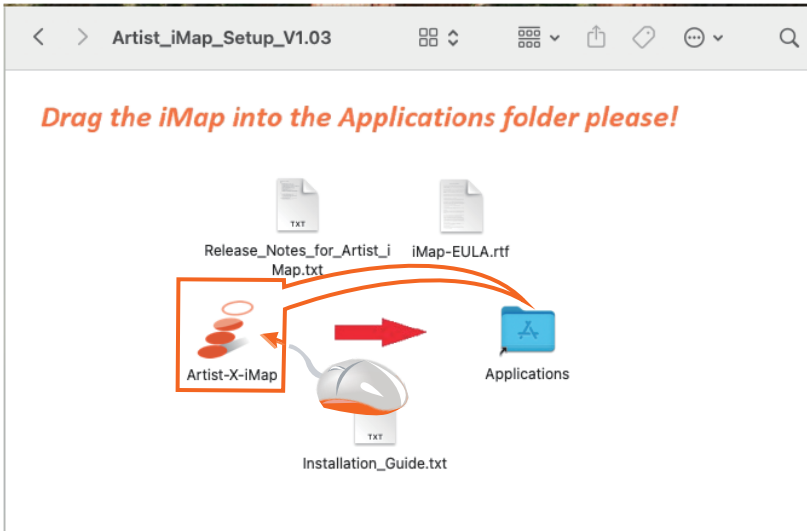 Artist_iMap_Setup_V1.03
Drag the iMap into the Applications folder please!
TXT
Release_Notes_for_Artist_i
Map.txt
iMap-EULA.rtf
Artist-X-iMap
Applications
TXT
Installation_Guide.txt